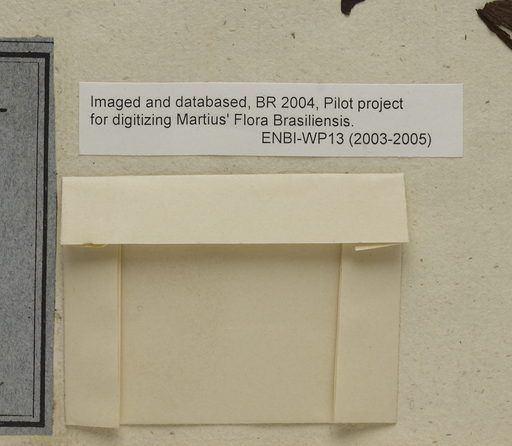 Imaged and databased, BR 2004, Pilot project
for digitizing Martius' Flora Brasiliensis.
ENBI-WP13 (2003-2005)